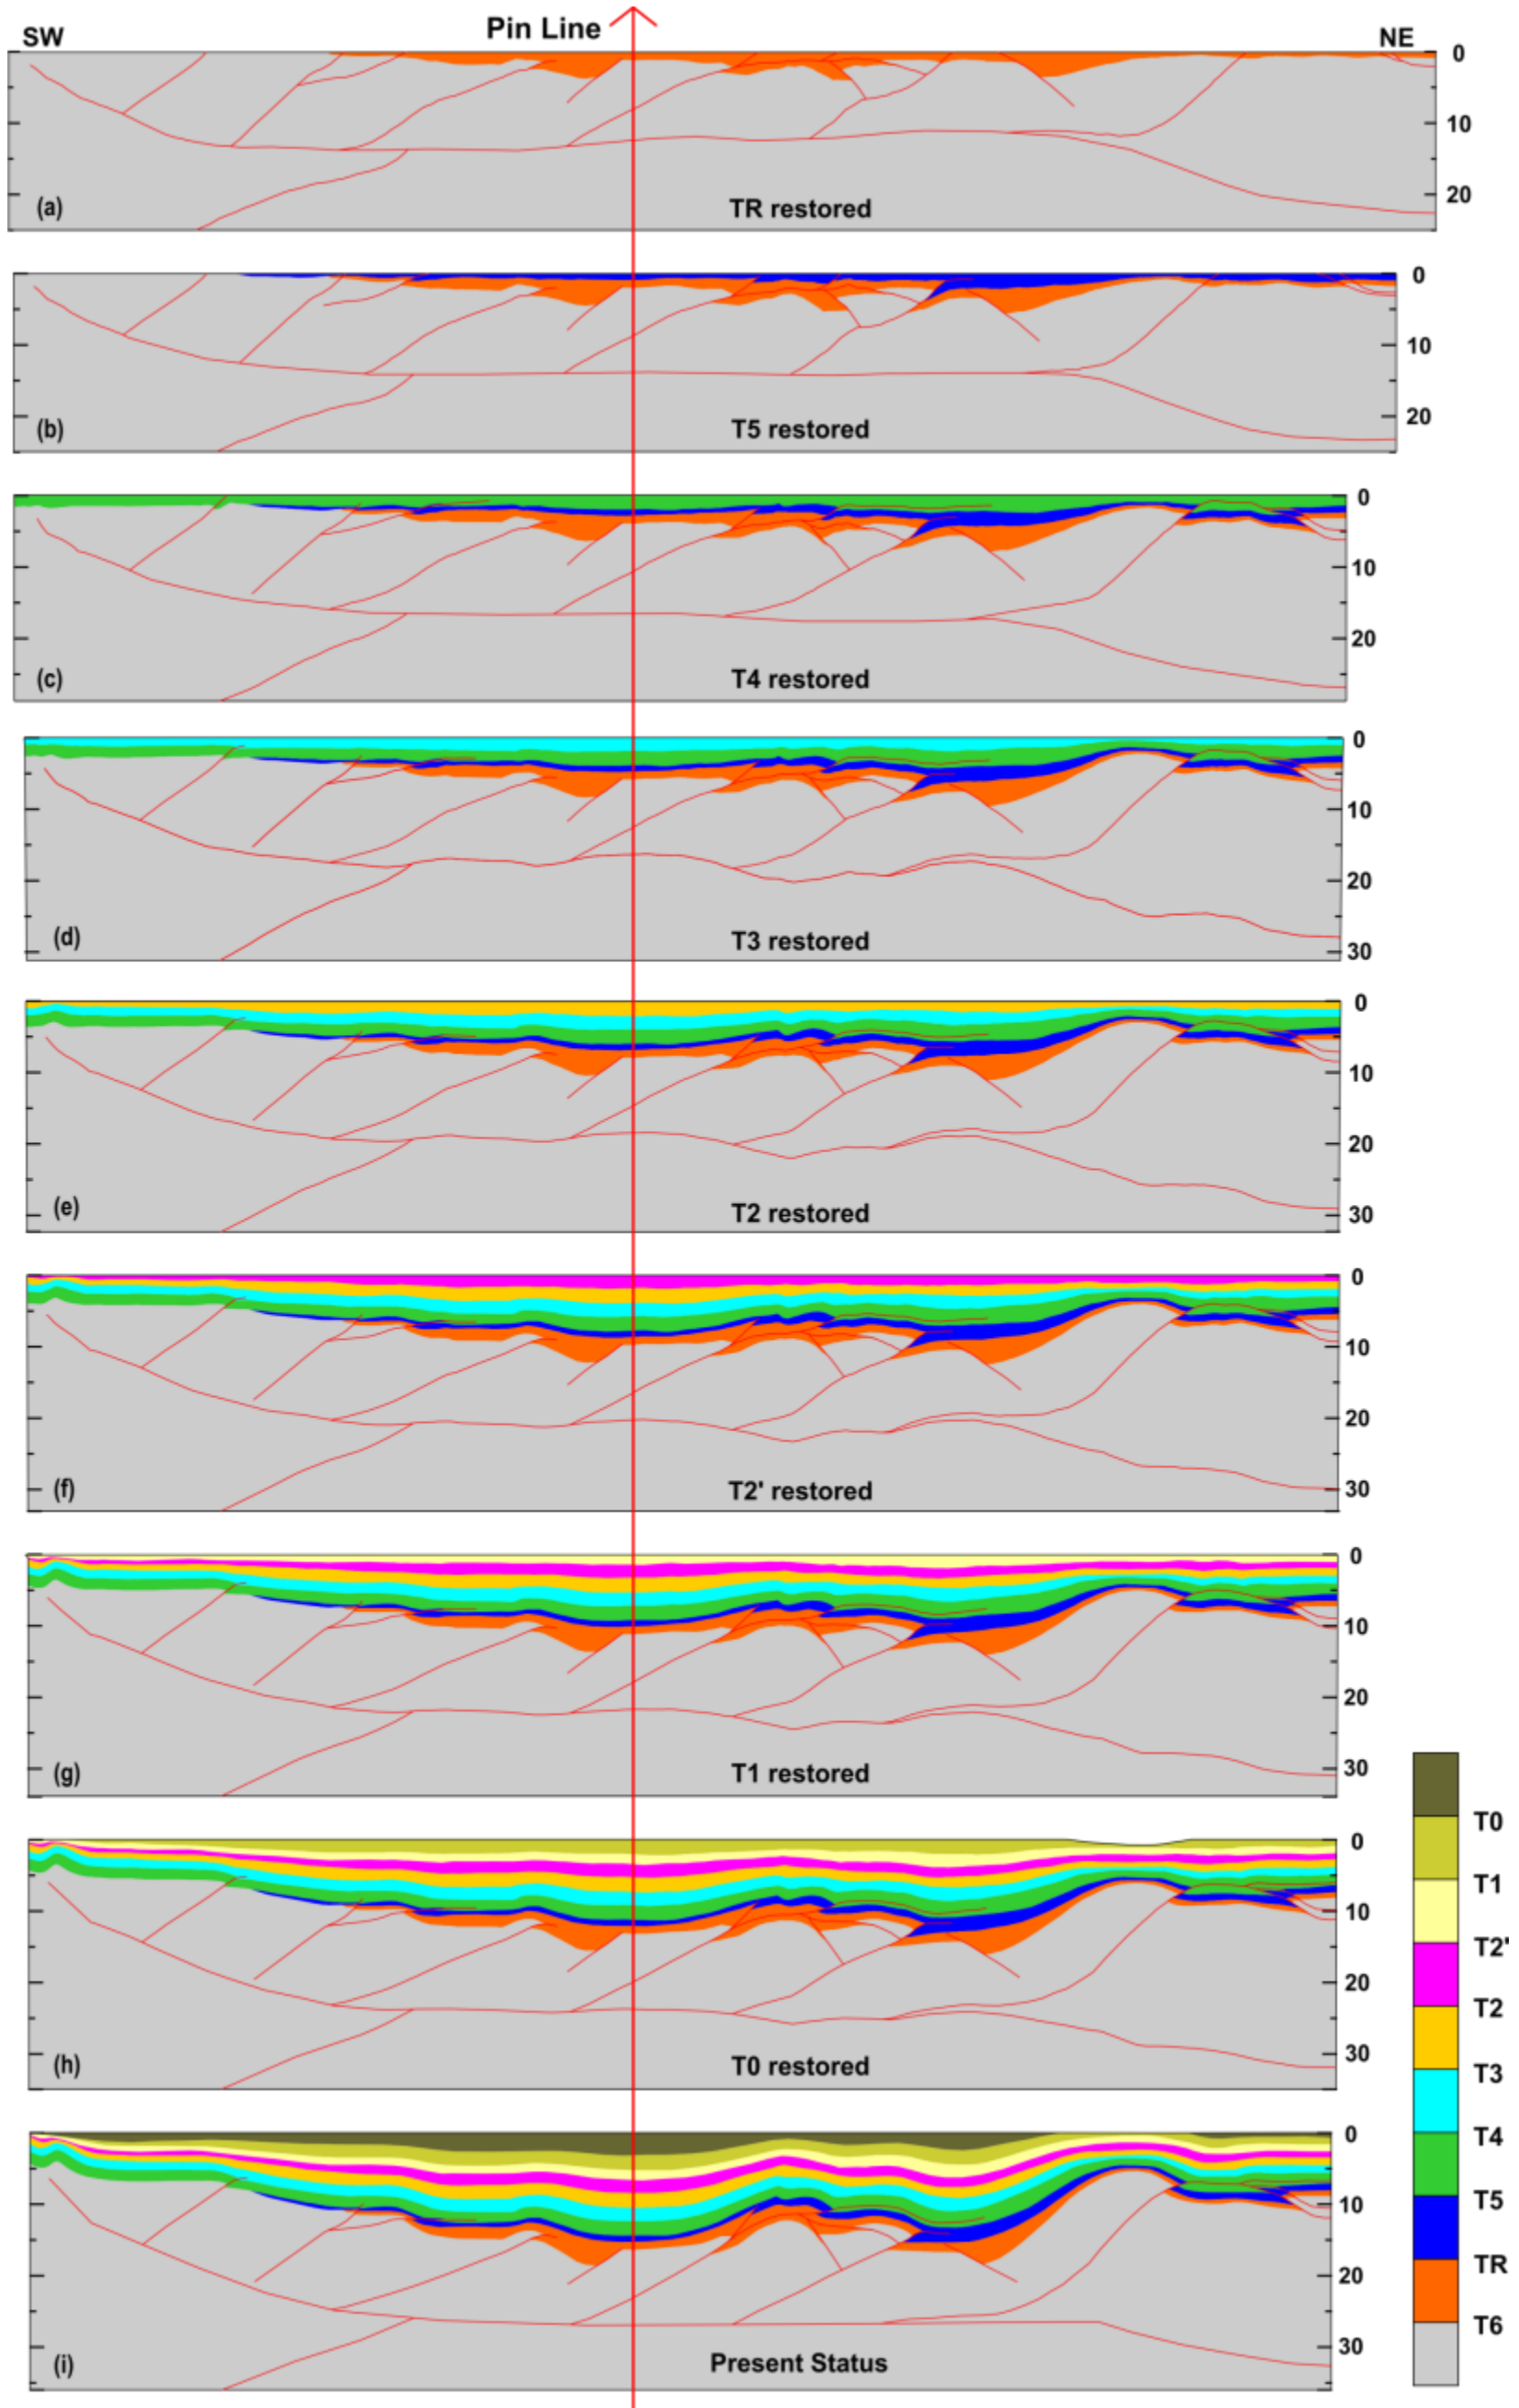 Pin Line
SW
NE
0
10
20
(a)
TR restored
0
10
20
(b)
T5 restored
0
10
20
(c)
T4 restored
0
10
20
30
(d)
T3 restored
0
10
20
30
(e)
T2 restored
0
10
20
30
(f)
T2' restored
0
10
20
30
(g)
T1 restored
0
10
20
30
(h)
T0 restored
0
10
20
30
(i)
Present Status
T0
T1
T2'
T2
T3
T4
T5
TR
T6